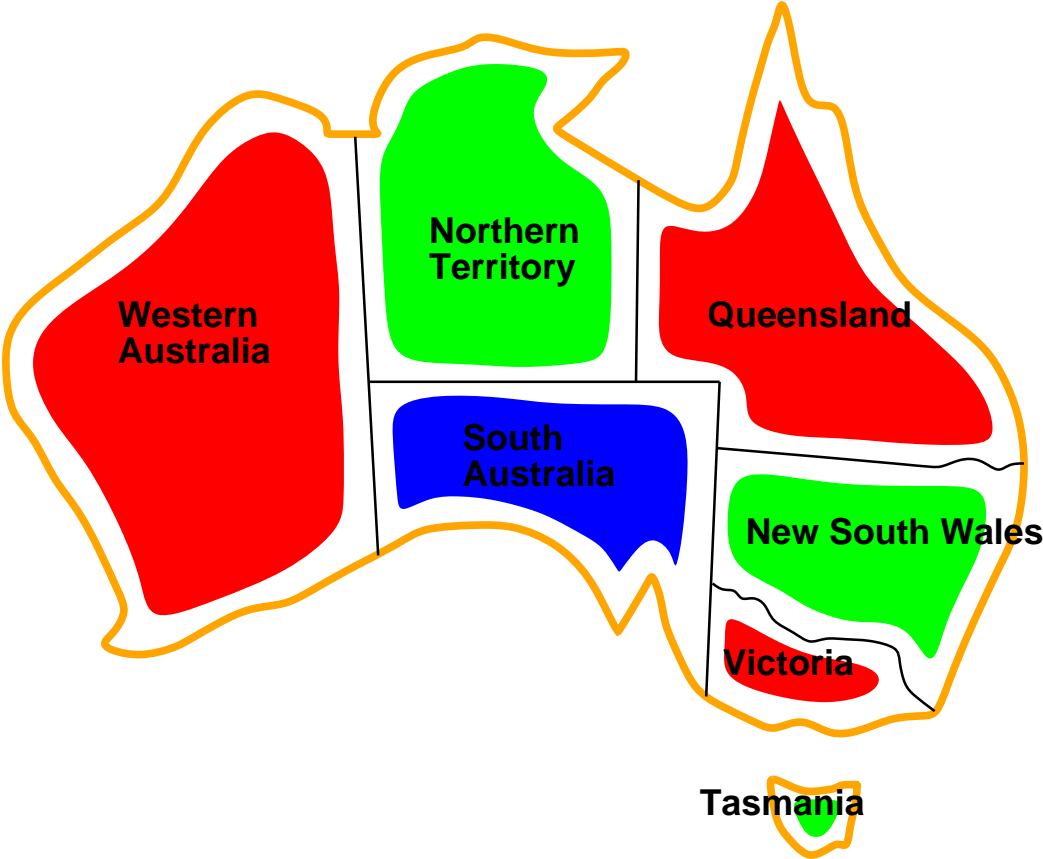 Northern
Territory
Western
Australia
Queensland
South
Australia
New South Wales
Victoria
Tasmania